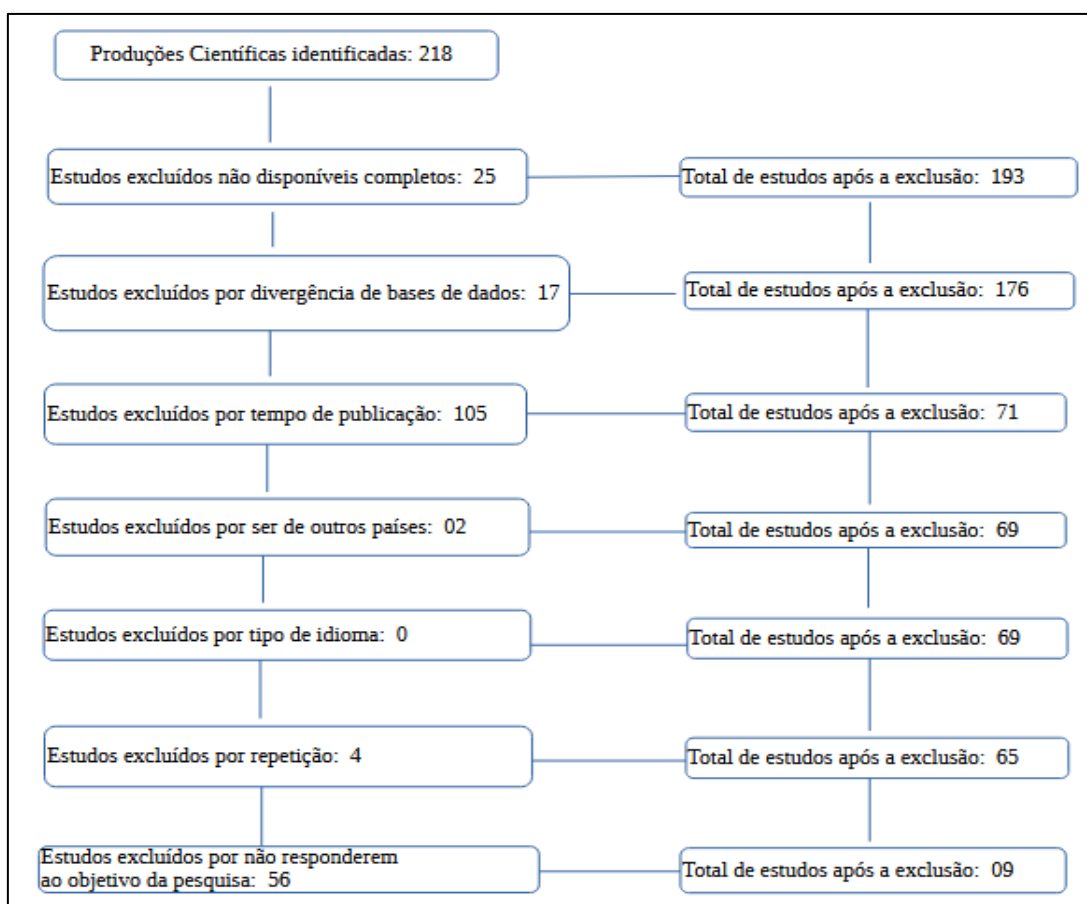 Produções Científicas identificadas: 218
Estudos excluídos não disponíveis completos: 25
Total de estudos após a exclusão: 193
Estudos excluídos por divergência de bases de dados: 17
Total de estudos após a exclusão: 176
Estudos excluídos por tempo de publicação: 105
Total de estudos após a exclusão: 71
Estudos excluídos por ser de outros países: 02
Total de estudos após a exclusão: 69
Estudos excluídos por tipo de idioma: 0
Total de estudos após a exclusão: 69
Estudos excluídos por repetição: 4
Total de estudos após a exclusão: 65
Estudos excluídos por não responderem
ao objetivo da pesquisa: 56
Total de estudos após a exclusão: 09